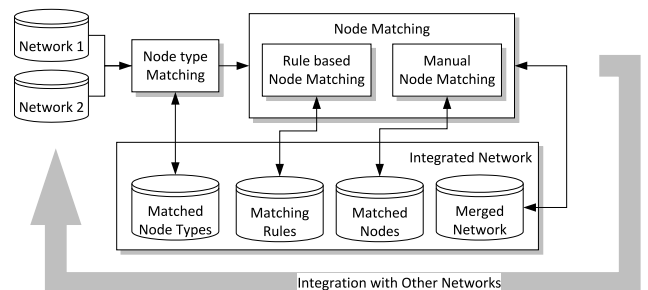 Network 1
Network 2
Node type
Matching
Node Matching
Rule based
Node Matching
Manual
Node Matching
Integrated Network
Matched
Node Types
Matching
Rules
Matched
Nodes
Merged
Network
Integration with Other Networks